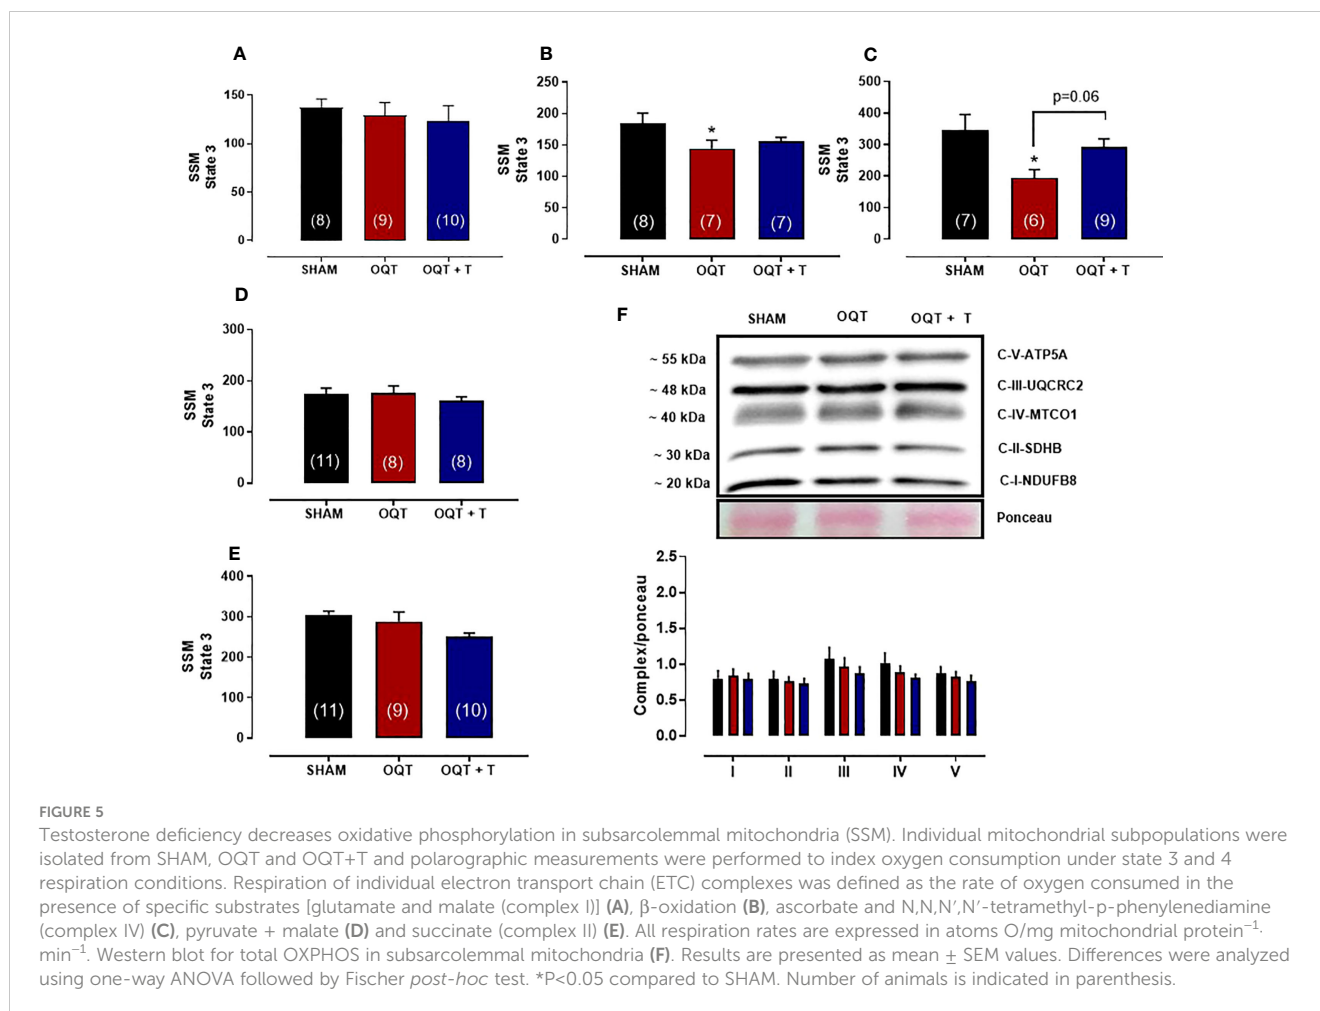 A
150
100
50
0
SSM
State 3
(8)
(9)
(10)
SHAM
OQT
OQT + T
B
250
200
150
100
50
0
SSM
State 3
*
(8)
(7)
(7)
SHAM
OQT
OQT + T
C
500
400
300
200
100
0
SSM
State 3
p=0.06
*
(7)
(6)
(9)
SHAM
OQT
OQT + T
D
300
200
100
0
SSM
State 3
(11)
(8)
(8)
SHAM
OQT
OQT + T
E
400
300
200
100
0
SSM
State 3
(11)
(9)
(10)
SHAM
OQT
OQT + T
F
SHAM
OQT
OQT + T
~ 55 kDa
C-V-ATP5A
~ 48 kDa
C-III-UQCRC2
~ 40 kDa
C-IV-MTCO1
~ 30 kDa
C-II-SDHB
~ 20 kDa
C-I-NDUFB8
Ponceau
2.5
2.0
1.5
1.0
0.5
0.0
Complex/ponceau
I
II
III
IV
V
FIGURE 5
Testosterone deficiency decreases oxidative phosphorylation in subsarcolemmal mitochondria (SSM). Individual mitochondrial subpopulations were
isolated from SHAM, OQT and OQT+T and polarographic measurements were performed to index oxygen consumption under state 3 and 4
respiration conditions. Respiration of individual electron transport chain (ETC) complexes was defined as the rate of oxygen consumed in the
presence of specific substrates [glutamate and malate (complex I)] (A), β-oxidation (B), ascorbate and N,N,N′,N′-tetramethyl-p-phenylenediamine
(complex IV) (C), pyruvate + malate (D) and succinate (complex II) (E). All respiration rates are expressed in atoms O/mg mitochondrial protein⁻¹·
min⁻¹. Western blot for total OXPHOS in subsarcolemmal mitochondria (F). Results are presented as mean ± SEM values. Differences were analyzed
using one-way ANOVA followed by Fischer post-hoc test. *P<0.05 compared to SHAM. Number of animals is indicated in parenthesis.